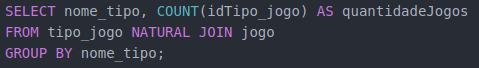 SELECT nome_tipo, COUNT(idTipo_jogo) AS quantidadeJogos
FROM tipo_jogo NATURAL JOIN jogo
GROUP BY nome_tipo;